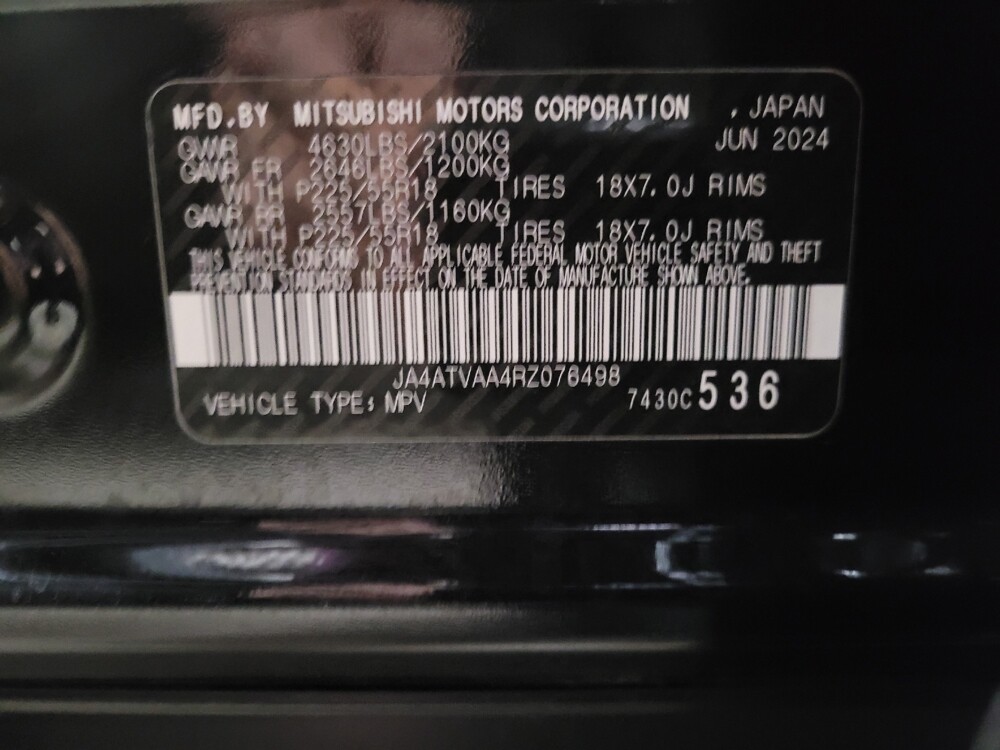 MFD.BY MITSUBISHI MOTORS CORPORATION . JAPAN
JUN 2024
GVWR 4630LBS/2100KG
GAWR FR 2646LBS/1200KG
WITH P225/55R18 TIRES 18X7.0J RIMS
GAWR RR 2557LBS/1160KG
WITH P225/55R18 TIRES 18X7.0J RIMS
THIS VEHICLE CONFORMS TO ALL APPLICABLE FEDERAL MOTOR VEHICLE SAFETY AND THEFT
PREVENTION STANDARDS IN EFFECT ON THE DATE OF MANUFACTURE SHOWN ABOVE.
JA4ATVAA4RZ076498
VEHICLE TYPE: MPV 7430C 536